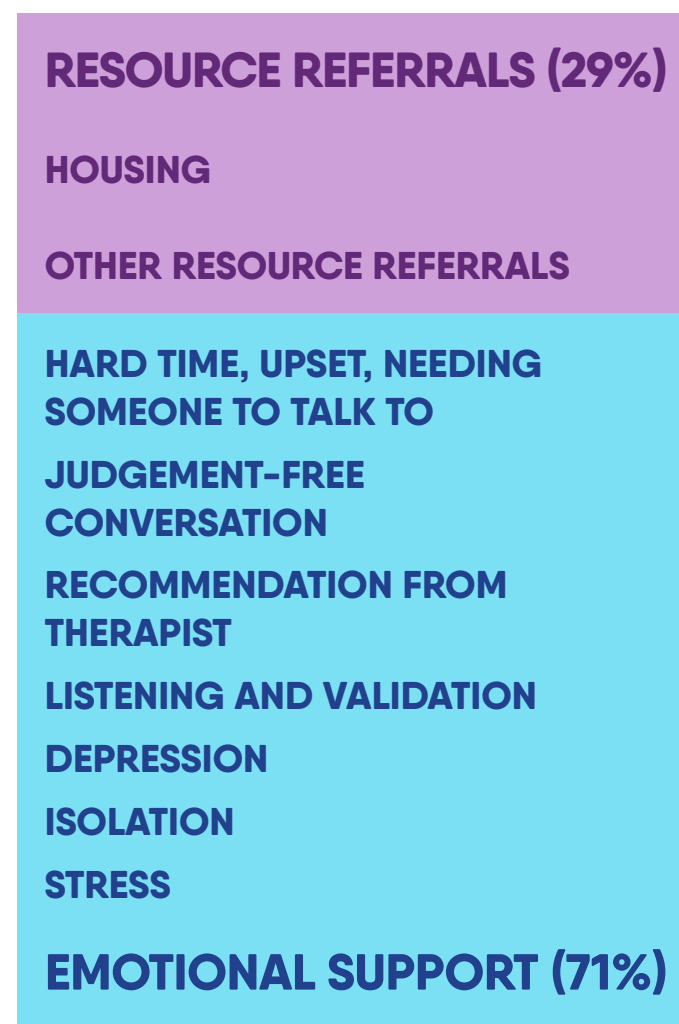 RESOURCE REFERRALS (29%)
HOUSING
OTHER RESOURCE REFERRALS
HARD TIME, UPSET, NEEDING
SOMEONE TO TALK TO
JUDGEMENT-FREE
CONVERSATION
RECOMMENDATION FROM
THERAPIST
LISTENING AND VALIDATION
DEPRESSION
ISOLATION
STRESS
EMOTIONAL SUPPORT (71%)